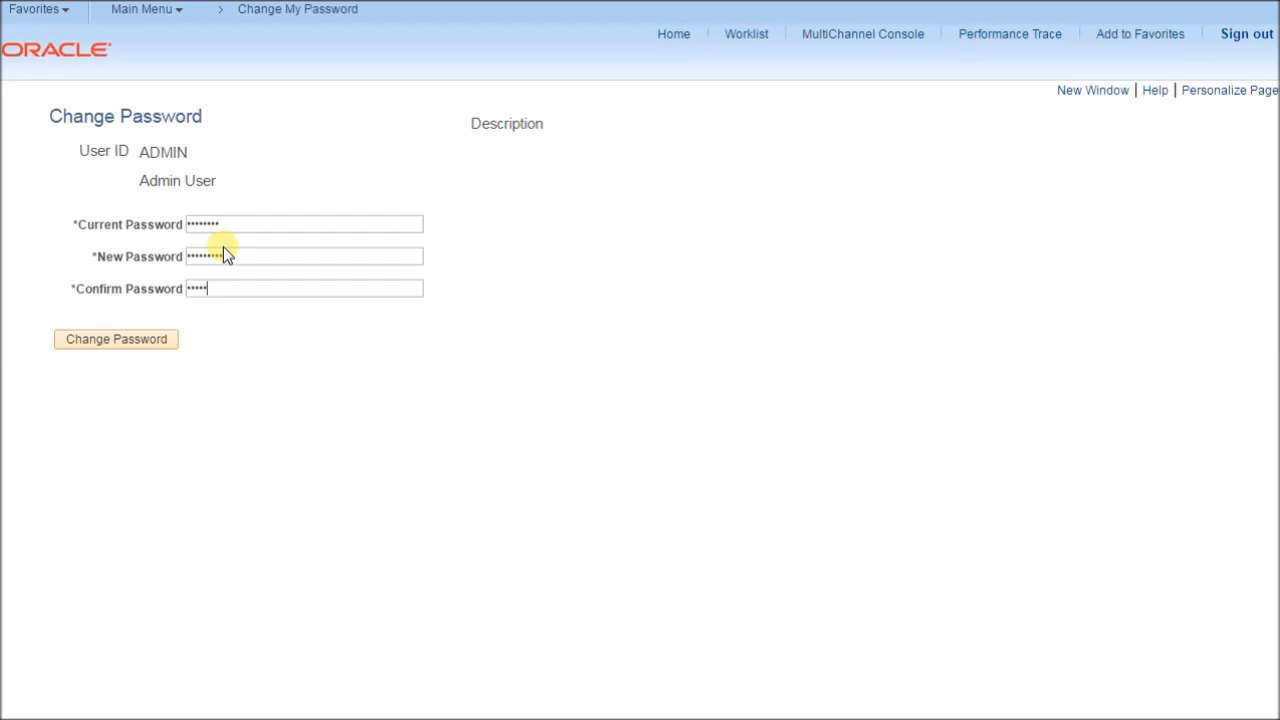 Favorites Main Menu > Change My Password
ORACLE
Home Worklist MultiChannel Console Performance Trace Add to Favorites Sign out
New Window | Help | Personalize Page
Change Password
Description
User ID ADMIN
Admin User
*Current Password ••••••••
*New Password •••••••••
*Confirm Password •••••
Change Password